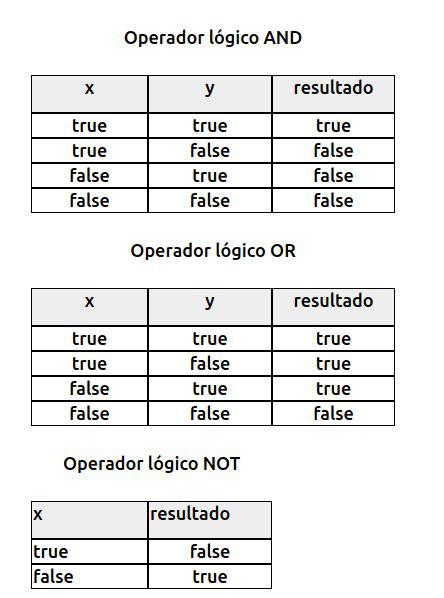 Operador lógico AND
x y resultado
true true true
true false false
false true false
false false false
Operador lógico OR
x y resultado
true true true
true false true
false true true
false false false
Operador lógico NOT
x resultado
true false
false true